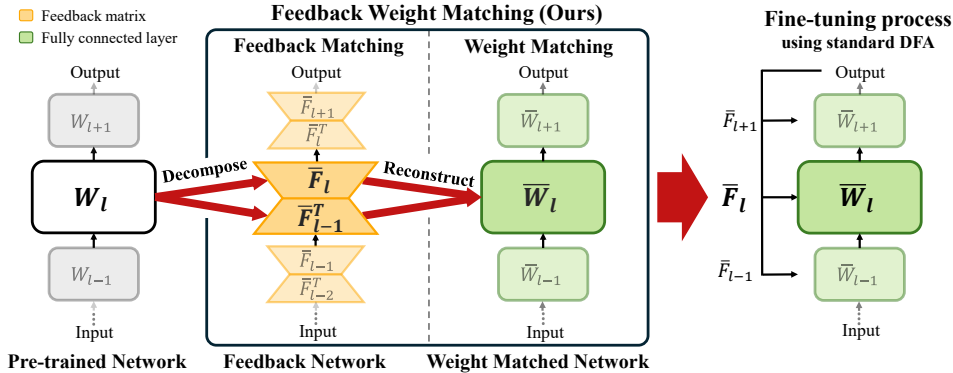 Feedback matrix
Fully connected layer
Feedback Weight Matching (Ours)
Feedback Matching
Weight Matching
Fine-tuning process
using standard DFA
Output
W_{l+1}
W_l
W_{l-1}
Input
Pre-trained Network
Decompose
Output
F̅_{l+1}
F̅_l^T
F̅_l
F̅_{l-1}^T
F̅_{l-1}
F̅_{l-2}^T
Input
Feedback Network
Reconstruct
Output
W̅_{l+1}
W̅_l
W̅_{l-1}
Input
Weight Matched Network
Output
F̅_{l+1}
W̅_{l+1}
F̅_l
W̅_l
F̅_{l-1}
W̅_{l-1}
Input